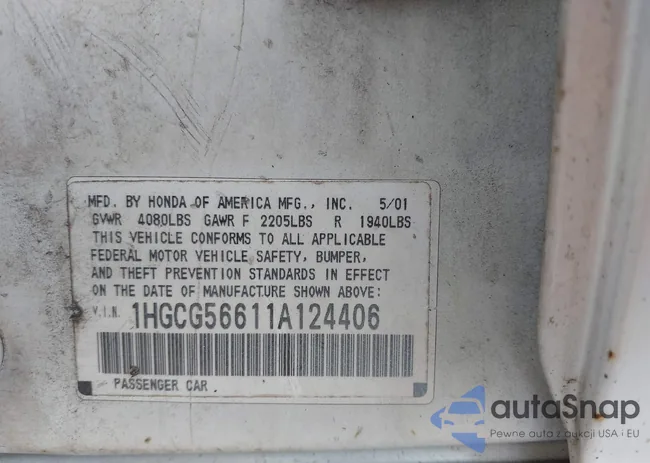 MFD. BY HONDA OF AMERICA MFG., INC. 5/01
GVWR 4080LBS GAWR F 2205LBS R 1940LBS
THIS VEHICLE CONFORMS TO ALL APPLICABLE
FEDERAL MOTOR VEHICLE SAFETY, BUMPER,
AND THEFT PREVENTION STANDARDS IN EFFECT
ON THE DATE OF MANUFACTURE SHOWN ABOVE:
V.I.N. 1HGCG56611A124406
PASSENGER CAR
autoSnap
Pewne auta z aukcji USA i EU